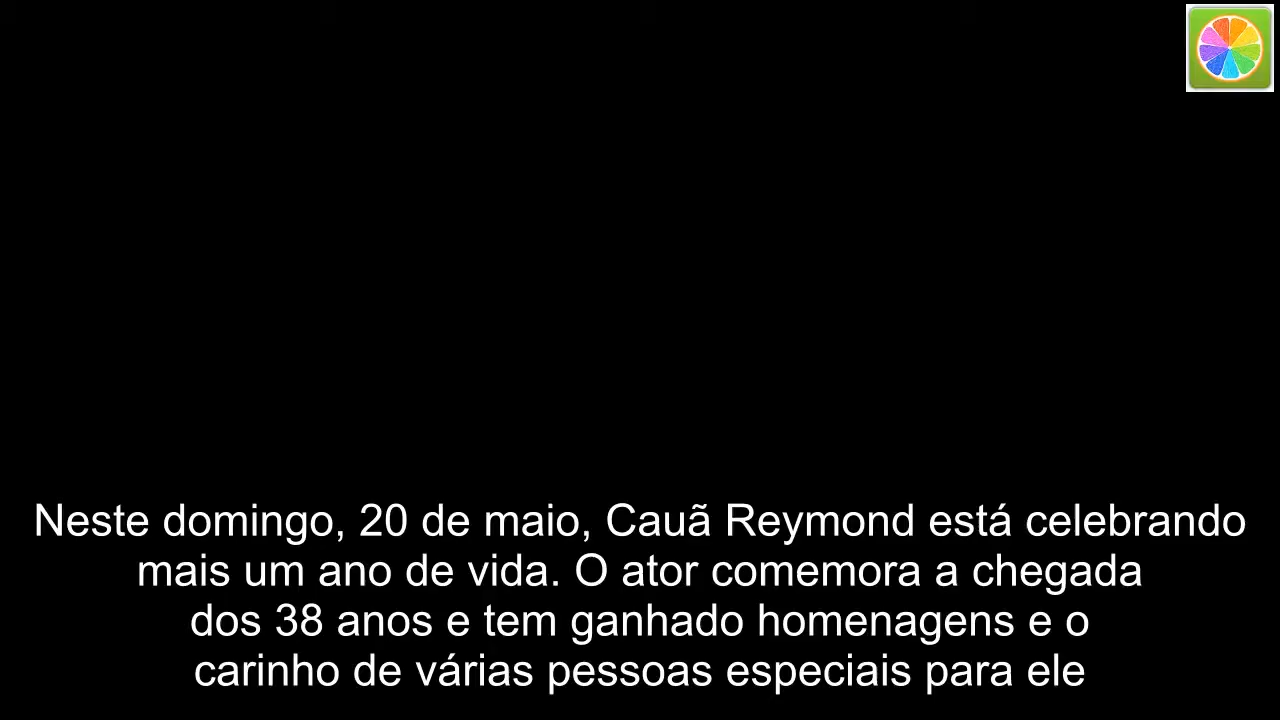 Neste domingo, 20 de maio, Cauã Reymond está celebrando
mais um ano de vida. O ator comemora a chegada
dos 38 anos e tem ganhado homenagens e o
carinho de várias pessoas especiais para ele